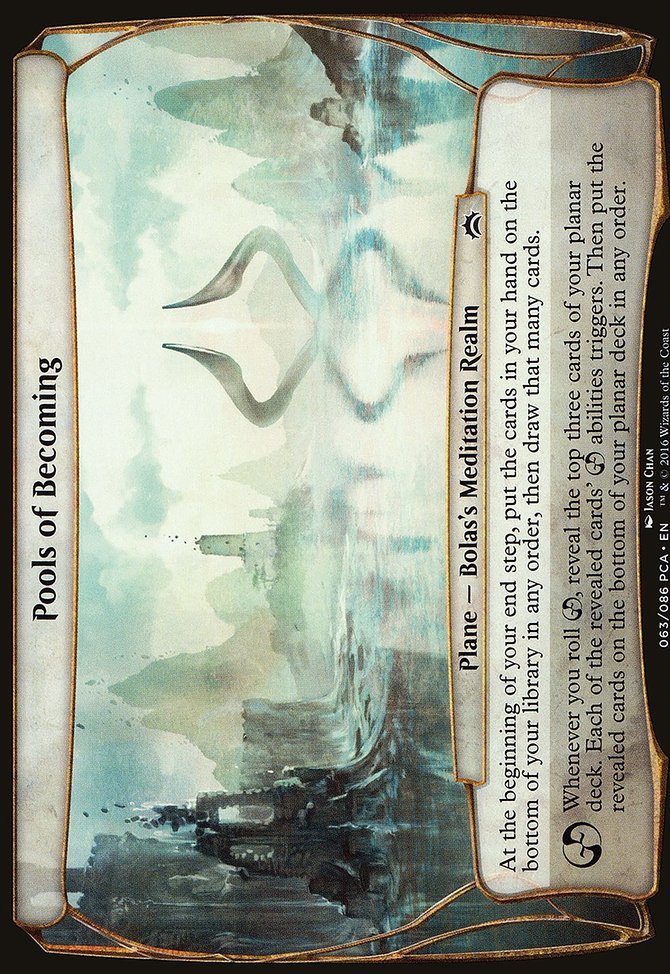 Pools of Becoming
Plane — Bolas's Meditation Realm
At the beginning of your end step, put the cards in your hand on the
bottom of your library in any order, then draw that many cards.
Whenever you roll , reveal the top three cards of your planar
deck. Each of the revealed cards' abilities triggers. Then put the
revealed cards on the bottom of your planar deck in any order.
JASON CHAN
063/086 PCA • EN ™ & © 2016 Wizards of the Coast